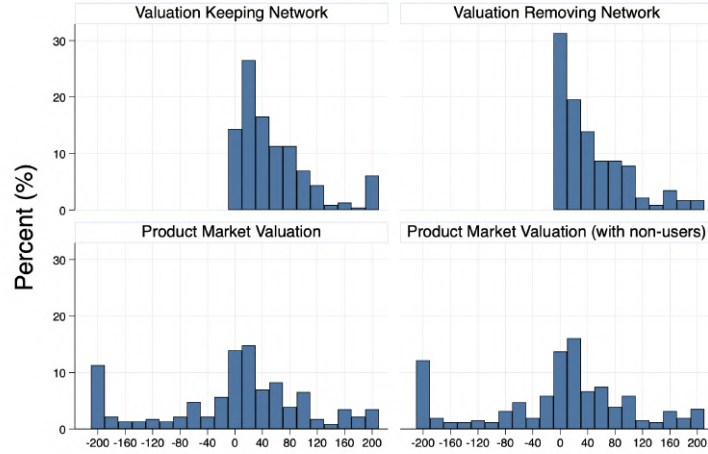 Valuation Keeping Network
Valuation Removing Network
30
20
10
0
Percent (%)
Product Market Valuation
Product Market Valuation (with non-users)
30
20
10
0
-200 -160 -120 -80 -40 0 40 80 120 160 200
-200 -160 -120 -80 -40 0 40 80 120 160 200